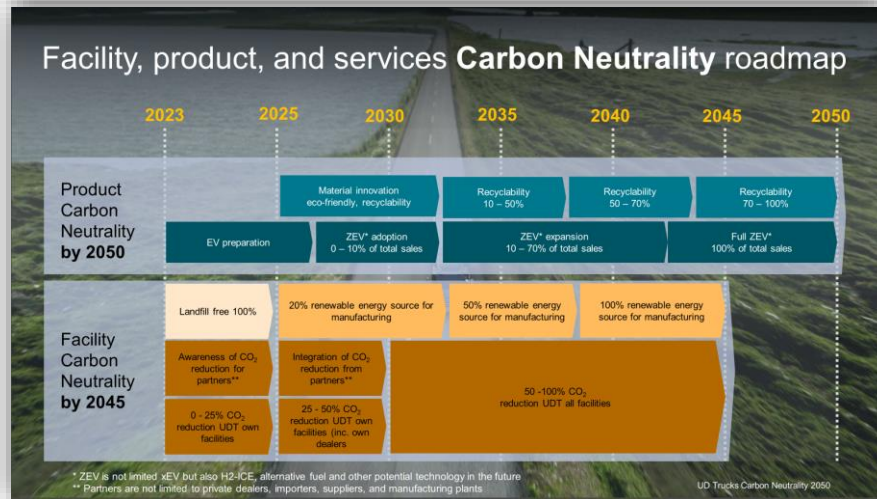 Facility, product, and services Carbon Neutrality roadmap
2023
2025
2030
2035
2040
2045
2050
Product
Carbon
Neutrality
by 2050
Material innovation
eco-friendly, recyclability
Recyclability
10 – 50%
Recyclability
50 – 70%
Recyclability
70 – 100%
EV preparation
ZEV* adoption
0 – 10% of total sales
ZEV* expansion
10 – 70% of total sales
Full ZEV*
100% of total sales
Facility
Carbon
Neutrality
by 2045
Landfill free 100%
20% renewable energy source for
manufacturing
50% renewable energy
source for manufacturing
100% renewable energy
source for manufacturing
Awareness of CO₂
reduction for
partners**
Integration of CO₂
reduction from
partners**
50 -100% CO₂
reduction UDT all facilities
0 - 25% CO₂
reduction UDT own
facilities
25 - 50% CO₂
reduction UDT own
facilities (inc. own
dealers
* ZEV is not limited xEV but also H2-ICE, alternative fuel and other potential technology in the future
** Partners are not limited to private dealers, importers, suppliers, and manufacturing plants
UD Trucks Carbon Neutrality 2050